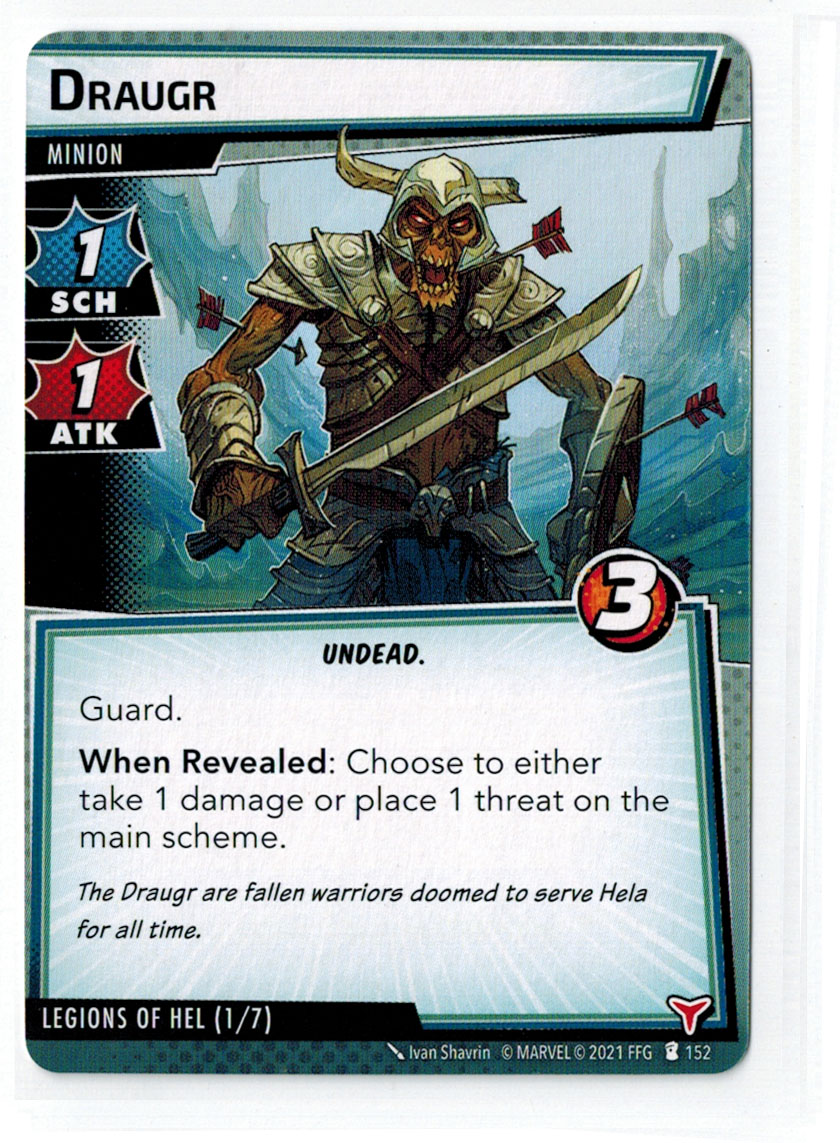 DRAUGR
MINION
1
SCH
1
ATK
3
UNDEAD.
Guard.
When Revealed: Choose to either
take 1 damage or place 1 threat on the
main scheme.
The Draugr are fallen warriors doomed to serve Hela
for all time.
LEGIONS OF HEL (1/7)
Ivan Shavrin © MARVEL © 2021 FFG 152